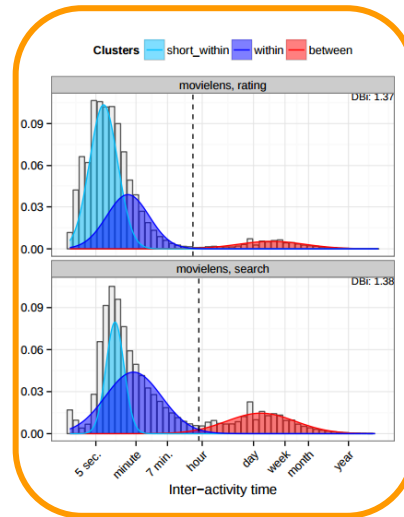 Clusters short_within within between
movielens, rating
DBi: 1.37
0.09
0.06
0.03
0.00
movielens, search
DBi: 1.38
0.09
0.06
0.03
0.00
5 sec. minute 7 min. hour day week month year
Inter-activity time